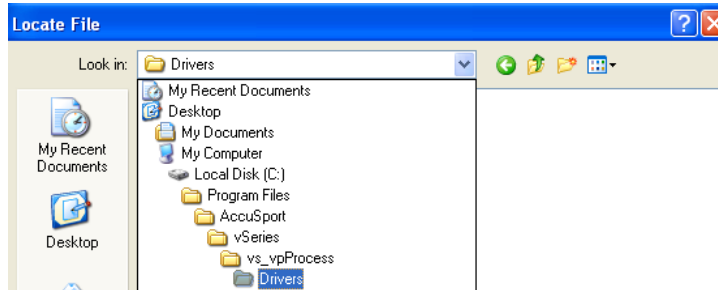 Locate File
Look in: Drivers
My Recent Documents
Desktop
My Documents
My Computer
Local Disk (C:)
Program Files
AccuSport
vSeries
vs_vpProcess
Drivers
My Recent
Documents
Desktop